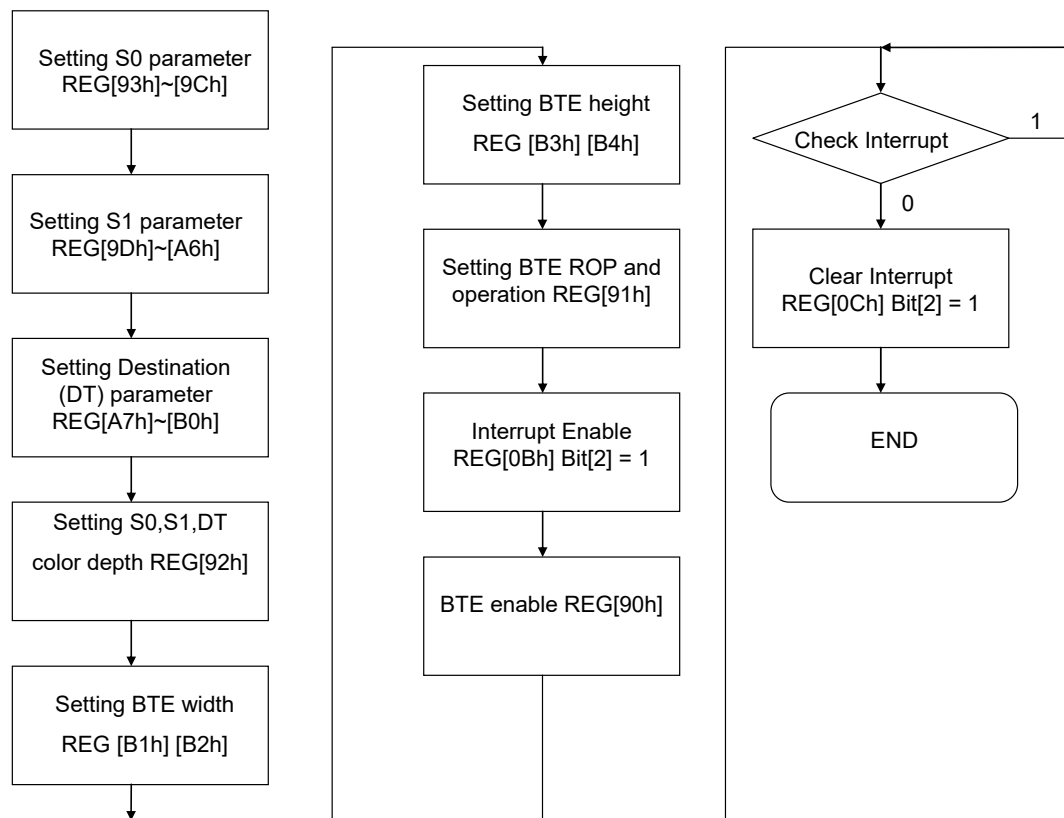 Setting S0 parameter
REG[93h]~[9Ch]
Setting S1 parameter
REG[9Dh]~[A6h]
Setting Destination
(DT) parameter
REG[A7h]~[B0h]
Setting S0,S1,DT
color depth REG[92h]
Setting BTE width
REG [B1h] [B2h]
Setting BTE height
REG [B3h] [B4h]
Setting BTE ROP and
operation REG[91h]
Interrupt Enable
REG[0Bh] Bit[2] = 1
BTE enable REG[90h]
Check Interrupt
1
0
Clear Interrupt
REG[0Ch] Bit[2] = 1
END